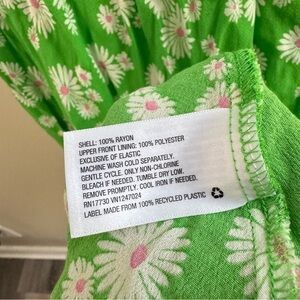 SHELL: 100% RAYON
UPPER FRONT LINING: 100% POLYESTER
EXCLUSIVE OF ELASTIC
MACHINE WASH COLD SEPARATELY.
GENTLE CYCLE. ONLY NON-CHLORINE
BLEACH IF NEEDED. TUMBLE DRY LOW.
REMOVE PROMPTLY. COOL IRON IF NEEDED.
RN17730 VN1247024
LABEL MADE FROM 100% RECYCLED PLASTIC